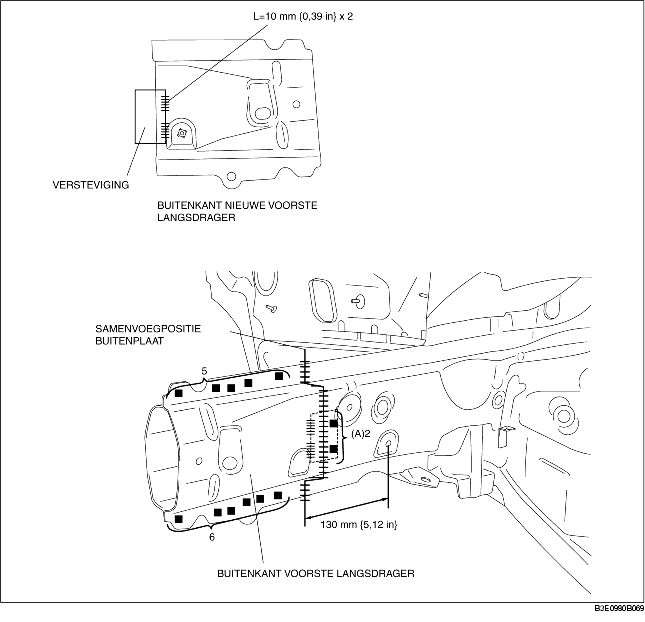 L=10 mm {0,39 in} x 2
VERSTEVIGING
BUITENKANT NIEUWE VOORSTE
LANGSDRAGER
SAMENVOEGPOSITIE
BUITENPLAAT
5
(A)2
130 mm {5,12 in}
6
BUITENKANT VOORSTE LANGSDRAGER
B3E0980B069